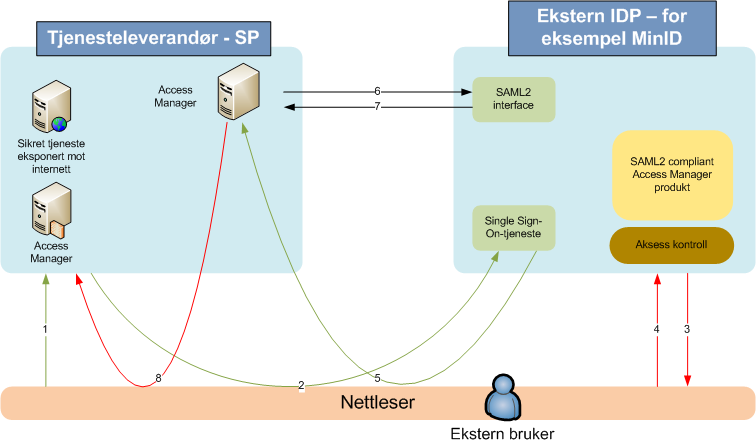 Tjenesteleverandør - SP
Ekstern IDP – for
eksempel MinID
Access
Manager
6
7
SAML2
interface
Sikret tjeneste
eksponert mot
internett
SAML2 compliant
Access Manager
produkt
Access
Manager
Single Sign-
On-tjeneste
Aksess kontroll
1
4
3
8
2
5
Nettleser
Ekstern bruker